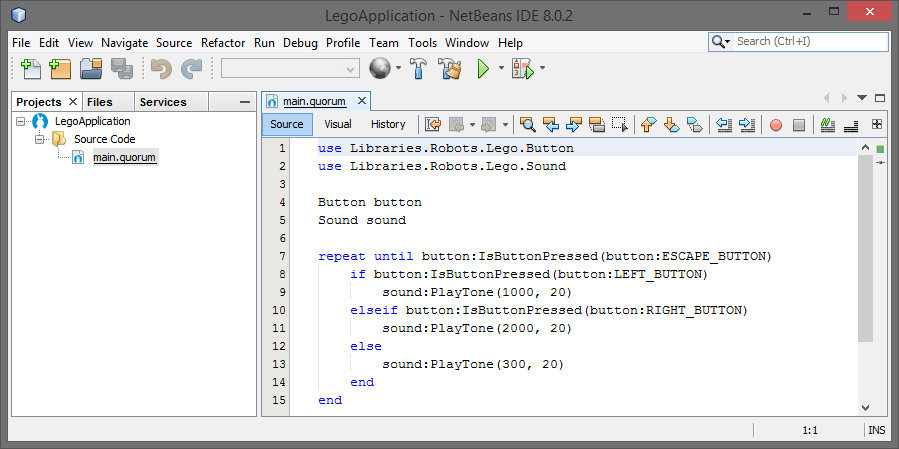 LegoApplication - NetBeans IDE 8.0.2
File Edit View Navigate Source Refactor Run Debug Profile Team Tools Window Help
Search (Ctrl+I)
Projects Files Services
LegoApplication
Source Code
main.quorum
main.quorum
Source Visual History
1 use Libraries.Robots.Lego.Button
2 use Libraries.Robots.Lego.Sound
3
4 Button button
5 Sound sound
6
7 repeat until button:IsButtonPressed(button:ESCAPE_BUTTON)
8     if button:IsButtonPressed(button:LEFT_BUTTON)
9         sound:PlayTone(1000, 20)
10     elseif button:IsButtonPressed(button:RIGHT_BUTTON)
11         sound:PlayTone(2000, 20)
12     else
13         sound:PlayTone(300, 20)
14     end
15 end
1:1 INS